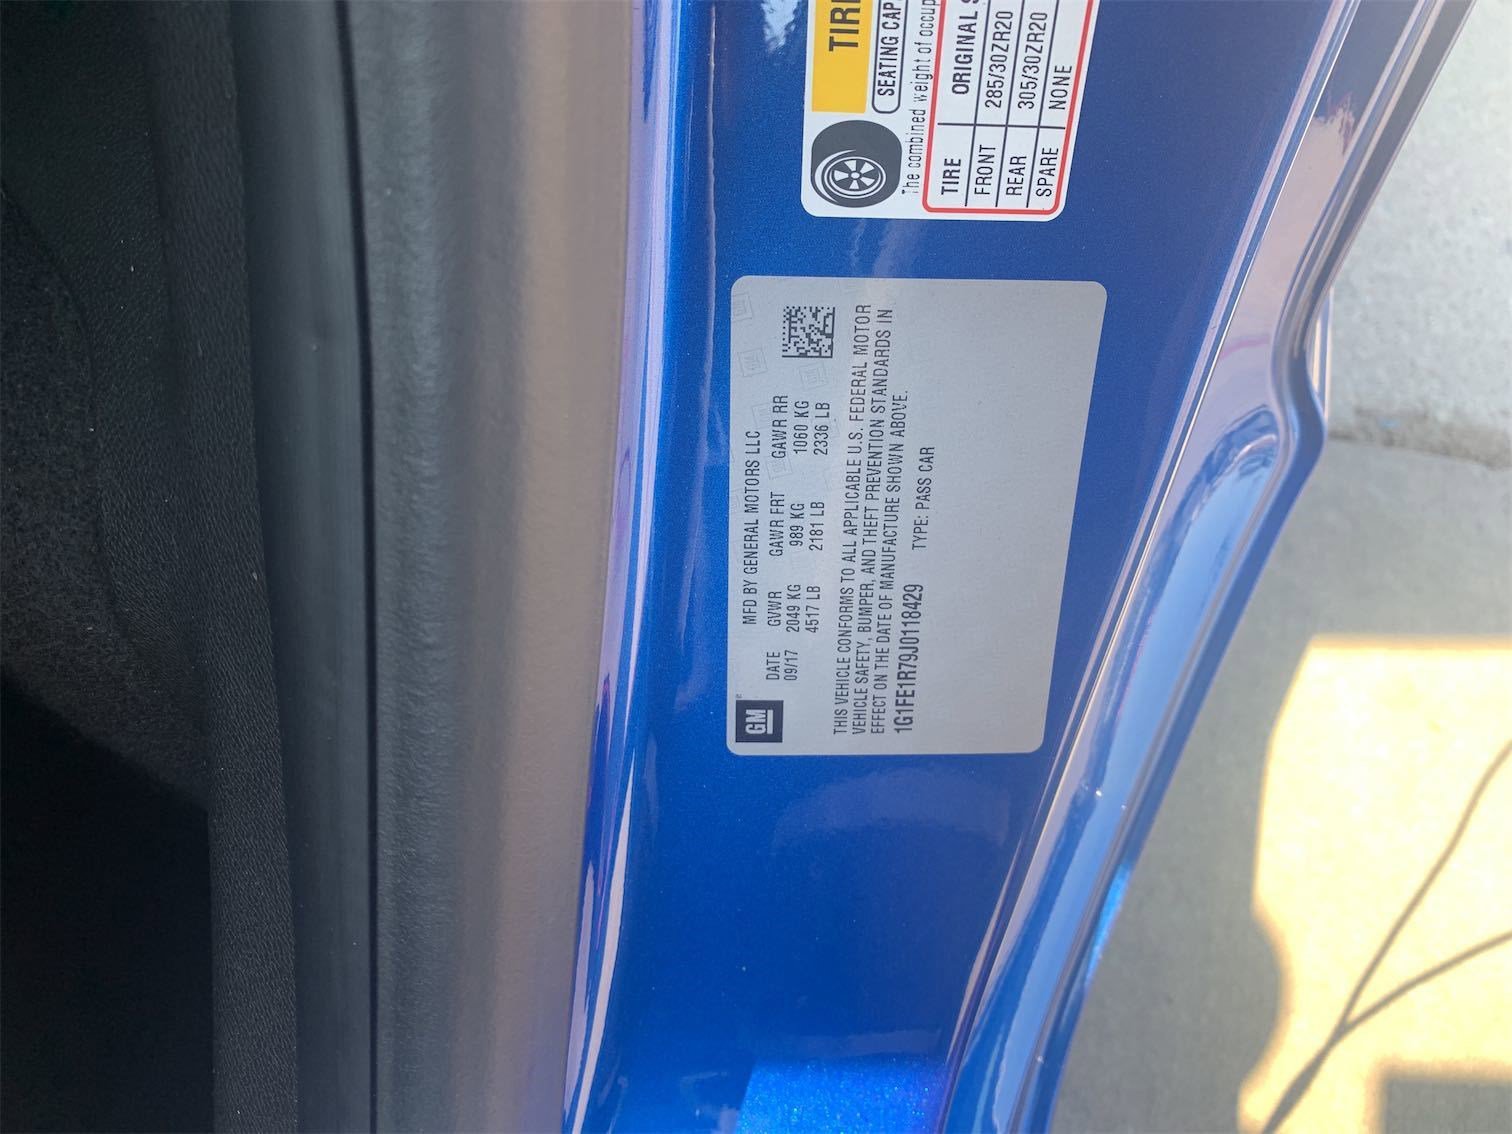 GM
MFD BY GENERAL MOTORS LLC
DATE GVWR GAWR FRT GAWR RR
09/17 2049 KG 989 KG 1060 KG
4517 LB 2181 LB 2336 LB
THIS VEHICLE CONFORMS TO ALL APPLICABLE U.S. FEDERAL MOTOR
VEHICLE SAFETY, BUMPER, AND THEFT PREVENTION STANDARDS IN
EFFECT ON THE DATE OF MANUFACTURE SHOWN ABOVE.
1G1FE1R79J0118429 TYPE: PASS CAR
TIR
SEATING CAP
The combined weight of occup
TIRE ORIGINAL S
FRONT 285/30ZR20
REAR 305/30ZR20
SPARE NONE